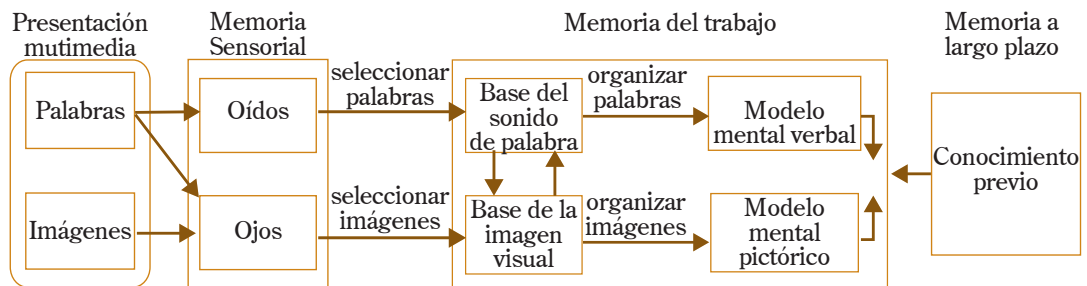 Presentación
mutimedia
Memoria
Sensorial
Memoria del trabajo
Memoria a
largo plazo
Palabras
Oídos
seleccionar
palabras
Base del
sonido
de palabra
organizar
palabras
Modelo
mental verbal
Conocimiento
previo
Imágenes
Ojos
seleccionar
imágenes
Base de la
imagen
visual
organizar
imágenes
Modelo
mental
pictórico